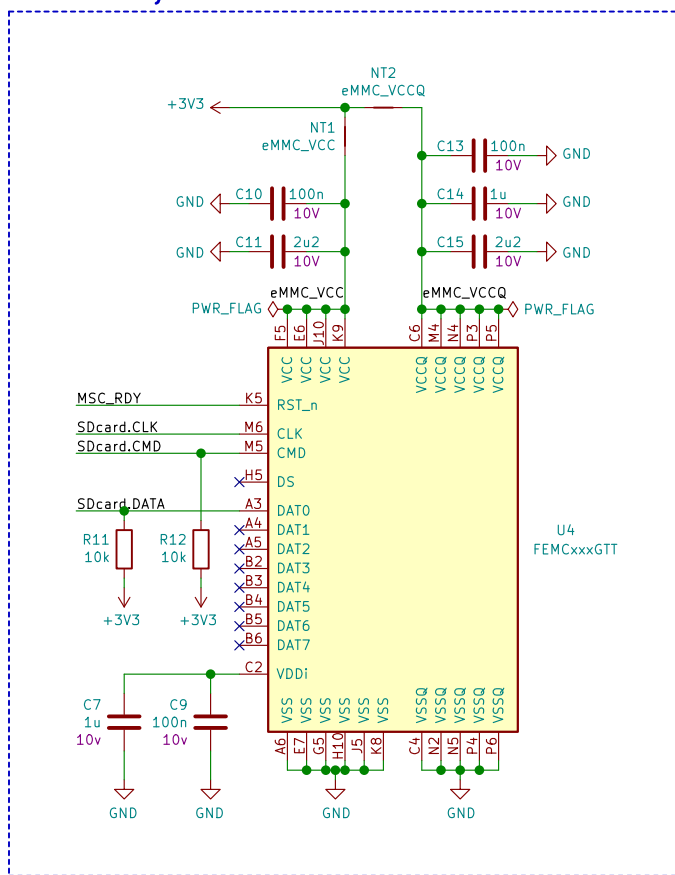 NT2
eMMC_VCCQ
+3V3
NT1
eMMC_VCC
C13 100n
10V
GND
C10 100n
10V
GND
C14 1u
10V
GND
C11 2u2
10V
GND
C15 2u2
10V
GND
eMMC_VCC
eMMC_VCCQ
PWR_FLAG
PWR_FLAG
F5 E6 J10 K9
C6 M4 N4 P3 P5
VCC VCC VCC VCC
VCCQ VCCQ VCCQ VCCQ VCCQ
MSC_RDY K5 RST_n
SDcard.CLK M6 CLK
SDcard.CMD M5 CMD
H5 DS
SDcard.DATA A3 DAT0
A4 DAT1
A5 DAT2
B2 DAT3
B3 DAT4
B4 DAT5
B5 DAT6
B6 DAT7
R11
10k
R12
10k
+3V3
+3V3
U4
FEMCxxxGTT
C2 VDDi
C7
1u
10v
C9
100n
10v
VSS VSS VSS VSS VSS VSS
VSSQ VSSQ VSSQ VSSQ VSSQ
A6 E7 G5 H10 J5 K8
C4 N2 N5 P4 P6
GND
GND
GND
GND